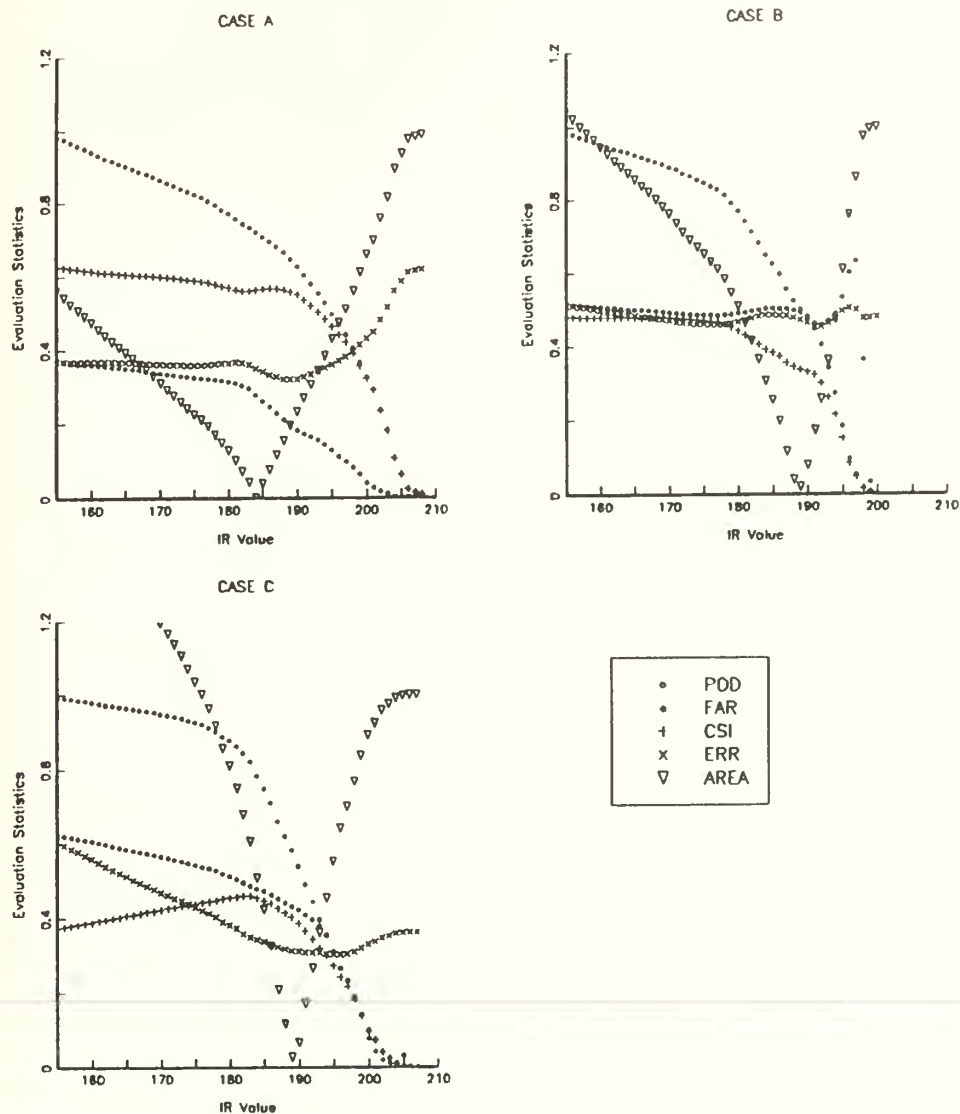 CASE A
1.2
0.8
0.4
0
Evaluation Statistics
160
170
180
190
200
210
IR Value
CASE B
1.2
0.8
0.4
0
Evaluation Statistics
160
170
180
190
200
210
IR Value
CASE C
1.2
0.8
0.4
0
Evaluation Statistics
160
170
180
190
200
210
IR Value
POD
FAR
CSI
ERR
AREA